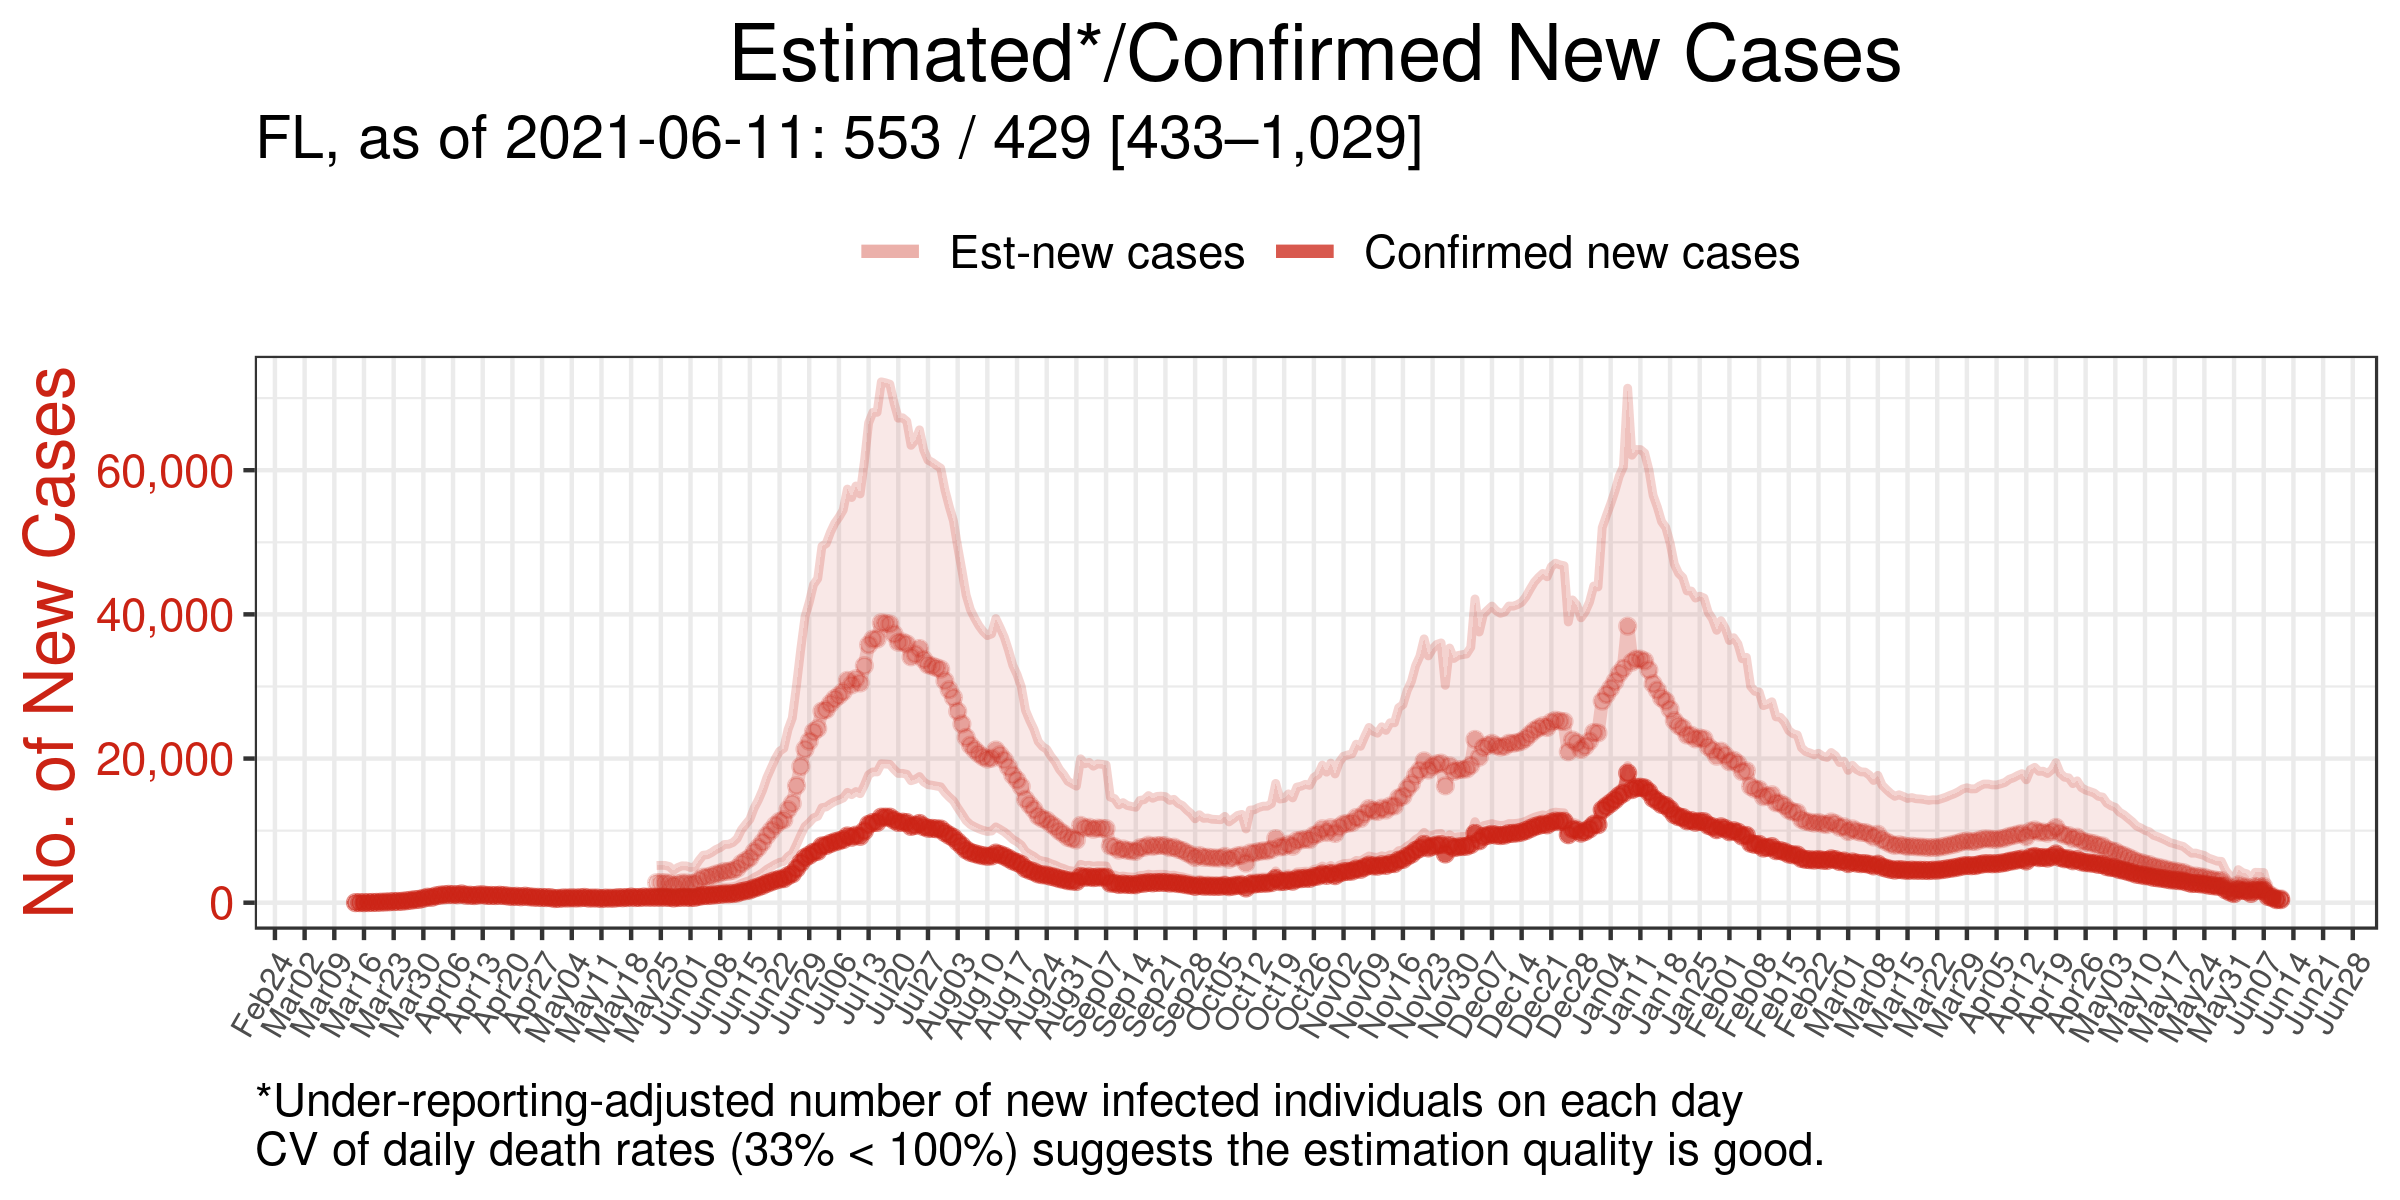 Estimated*/Confirmed New Cases
FL, as of 2021-06-11: 553 / 429 [433–1,029]
Est-new cases Confirmed new cases
No. of New Cases
60,000
40,000
20,000
0
Feb24 Mar02 Mar09 Mar16 Mar23 Mar30 Apr06 Apr13 Apr20 Apr27 May04 May11 May18 May25 Jun01 Jun08 Jun15 Jun22 Jun29 Jul06 Jul13 Jul20 Jul27 Aug03 Aug10 Aug17 Aug24 Aug31 Sep07 Sep14 Sep21 Sep28 Oct05 Oct12 Oct19 Oct26 Nov02 Nov09 Nov16 Nov23 Nov30 Dec07 Dec14 Dec21 Dec28 Jan04 Jan11 Jan18 Jan25 Feb01 Feb08 Feb15 Feb22 Mar01 Mar08 Mar15 Mar22 Mar29 Apr05 Apr12 Apr19 Apr26 May03 May10 May17 May24 May31 Jun07 Jun14 Jun21 Jun28
*Under-reporting-adjusted number of new infected individuals on each day
CV of daily death rates (33% < 100%) suggests the estimation quality is good.